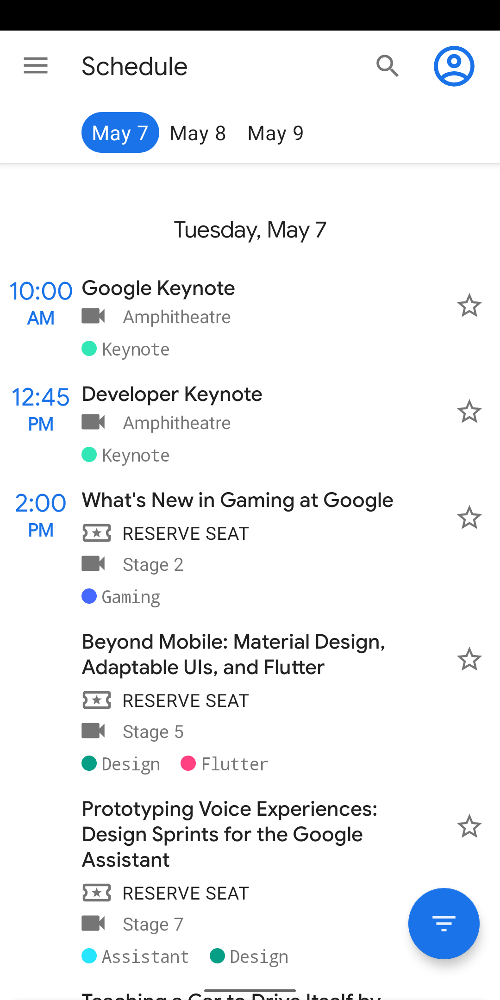 Schedule
May 7 May 8 May 9
Tuesday, May 7
10:00 AM
Google Keynote
Amphitheatre
Keynote
12:45 PM
Developer Keynote
Amphitheatre
Keynote
2:00 PM
What's New in Gaming at Google
RESERVE SEAT
Stage 2
Gaming
Beyond Mobile: Material Design,
Adaptable UIs, and Flutter
RESERVE SEAT
Stage 5
Design Flutter
Prototyping Voice Experiences:
Design Sprints for the Google
Assistant
RESERVE SEAT
Stage 7
Assistant Design
Teaching a Car to Drive Itself by